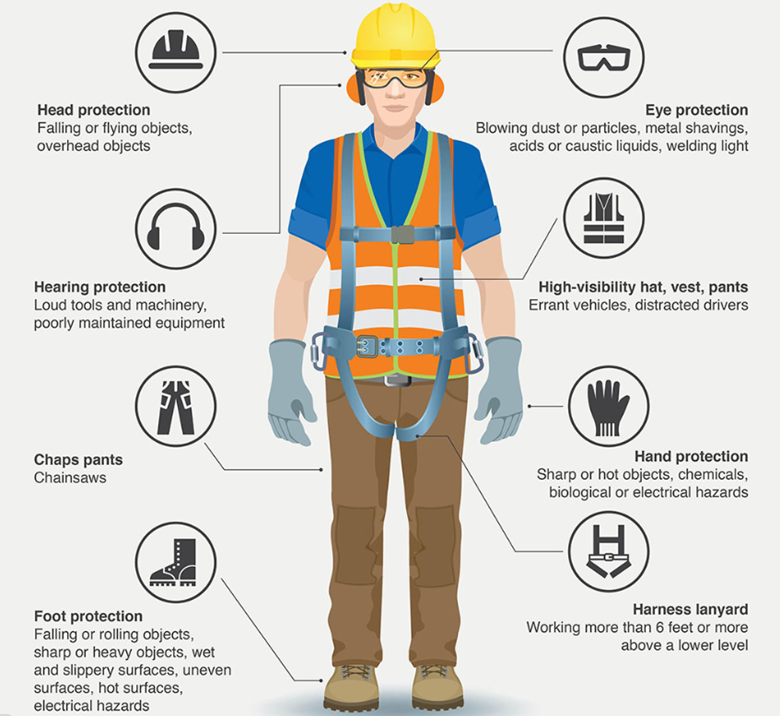 Head protection
Falling or flying objects,
overhead objects
Eye protection
Blowing dust or particles, metal shavings,
acids or caustic liquids, welding light
Hearing protection
Loud tools and machinery,
poorly maintained equipment
High-visibility hat, vest, pants
Errant vehicles, distracted drivers
Chaps pants
Chainsaws
Hand protection
Sharp or hot objects, chemicals,
biological or electrical hazards
Foot protection
Falling or rolling objects,
sharp or heavy objects, wet
and slippery surfaces, uneven
surfaces, hot surfaces,
electrical hazards
Harness lanyard
Working more than 6 feet or more
above a lower level